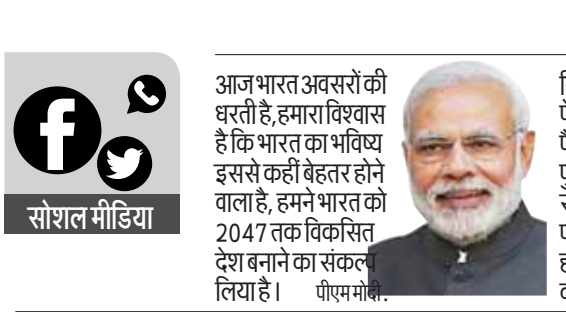 सोशल मीडिया
आज भारत अवसरों की
धरती है, हमारा विश्वास
है कि भारत का भविष्य
इससे कहीं बेहतर होने
वाला है, हमने भारत को
2047 तक विकसित
देश बनाने का संकल्प
लिया है। पीएम मोदी.